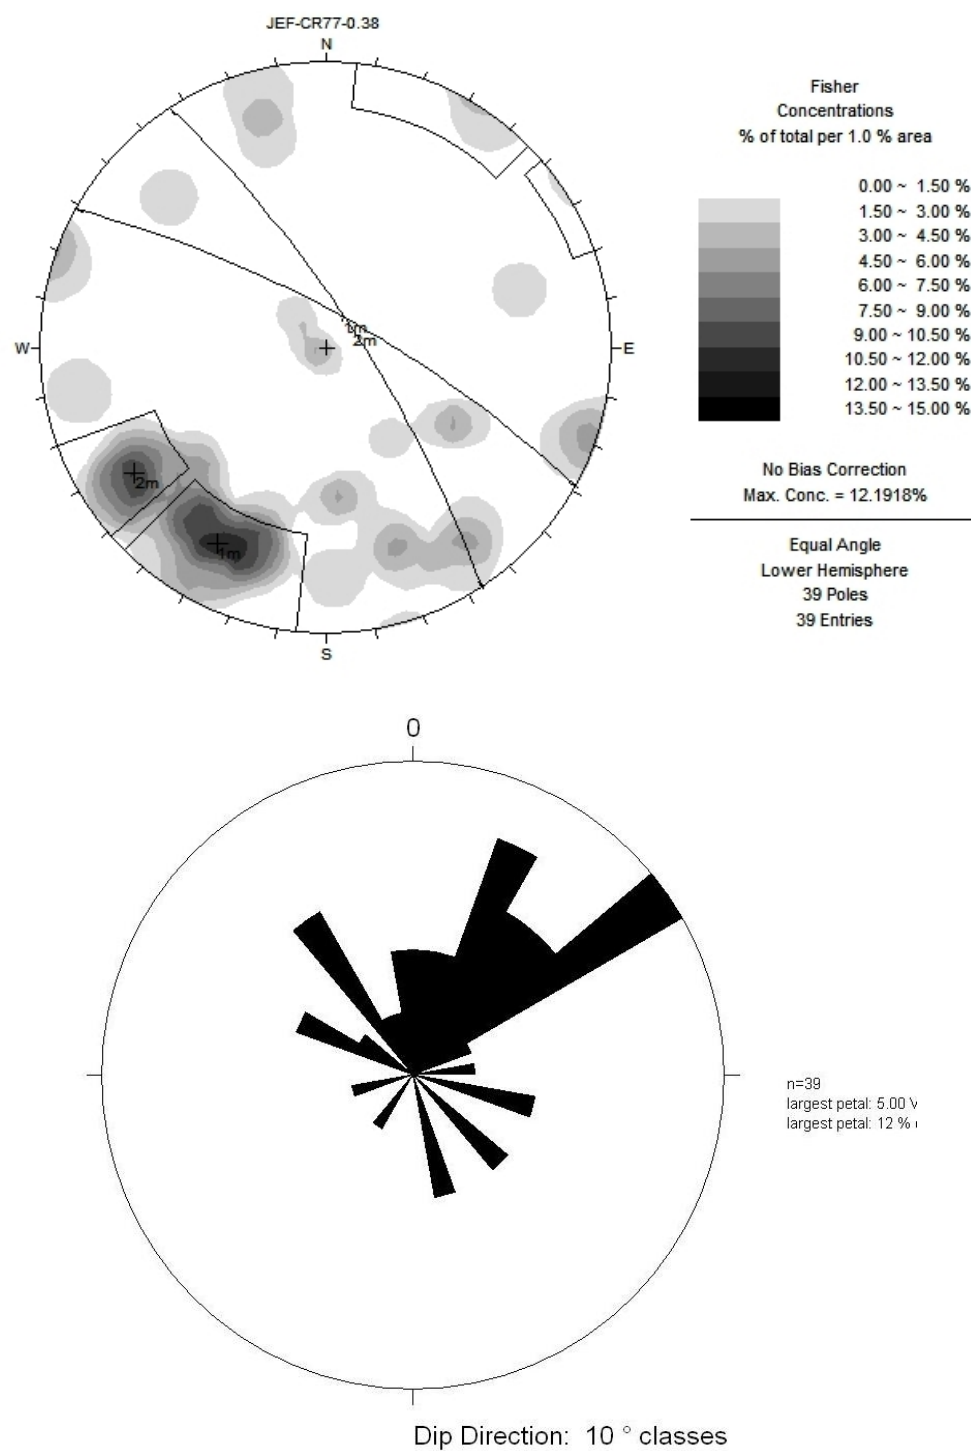 JEF-CR77-0.38
N
W
E
S
1m
2m
2m
1m
Fisher
Concentrations
% of total per 1.0 % area
0.00 ~ 1.50 %
1.50 ~ 3.00 %
3.00 ~ 4.50 %
4.50 ~ 6.00 %
6.00 ~ 7.50 %
7.50 ~ 9.00 %
9.00 ~ 10.50 %
10.50 ~ 12.00 %
12.00 ~ 13.50 %
13.50 ~ 15.00 %
No Bias Correction
Max. Conc. = 12.1918%
Equal Angle
Lower Hemisphere
39 Poles
39 Entries
0
n=39
largest petal: 5.00
largest petal: 12 %
Dip Direction: 10 ° classes